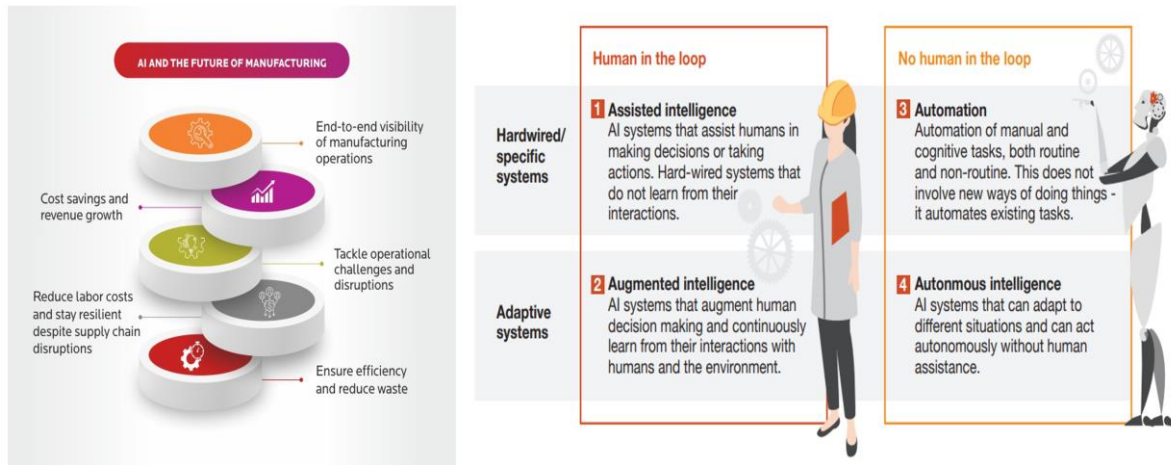 AI AND THE FUTURE OF MANUFACTURING
End-to-end visibility
of manufacturing
operations
Cost savings and
revenue growth
Tackle operational
challenges and
disruptions
Reduce labor costs
and stay resilient
despite supply chain
disruptions
Ensure efficiency
and reduce waste
Human in the loop
No human in the loop
Hardwired/
specific
systems
1 Assisted intelligence
AI systems that assist humans in
making decisions or taking
actions. Hard-wired systems that
do not learn from their
interactions.
3 Automation
Automation of manual and
cognitive tasks, both routine
and non-routine. This does not
involve new ways of doing things -
it automates existing tasks.
Adaptive
systems
2 Augmented intelligence
AI systems that augment human
decision making and continuously
learn from their interactions with
humans and the environment.
4 Autonmous intelligence
AI systems that can adapt to
different situations and can act
autonomously without human
assistance.